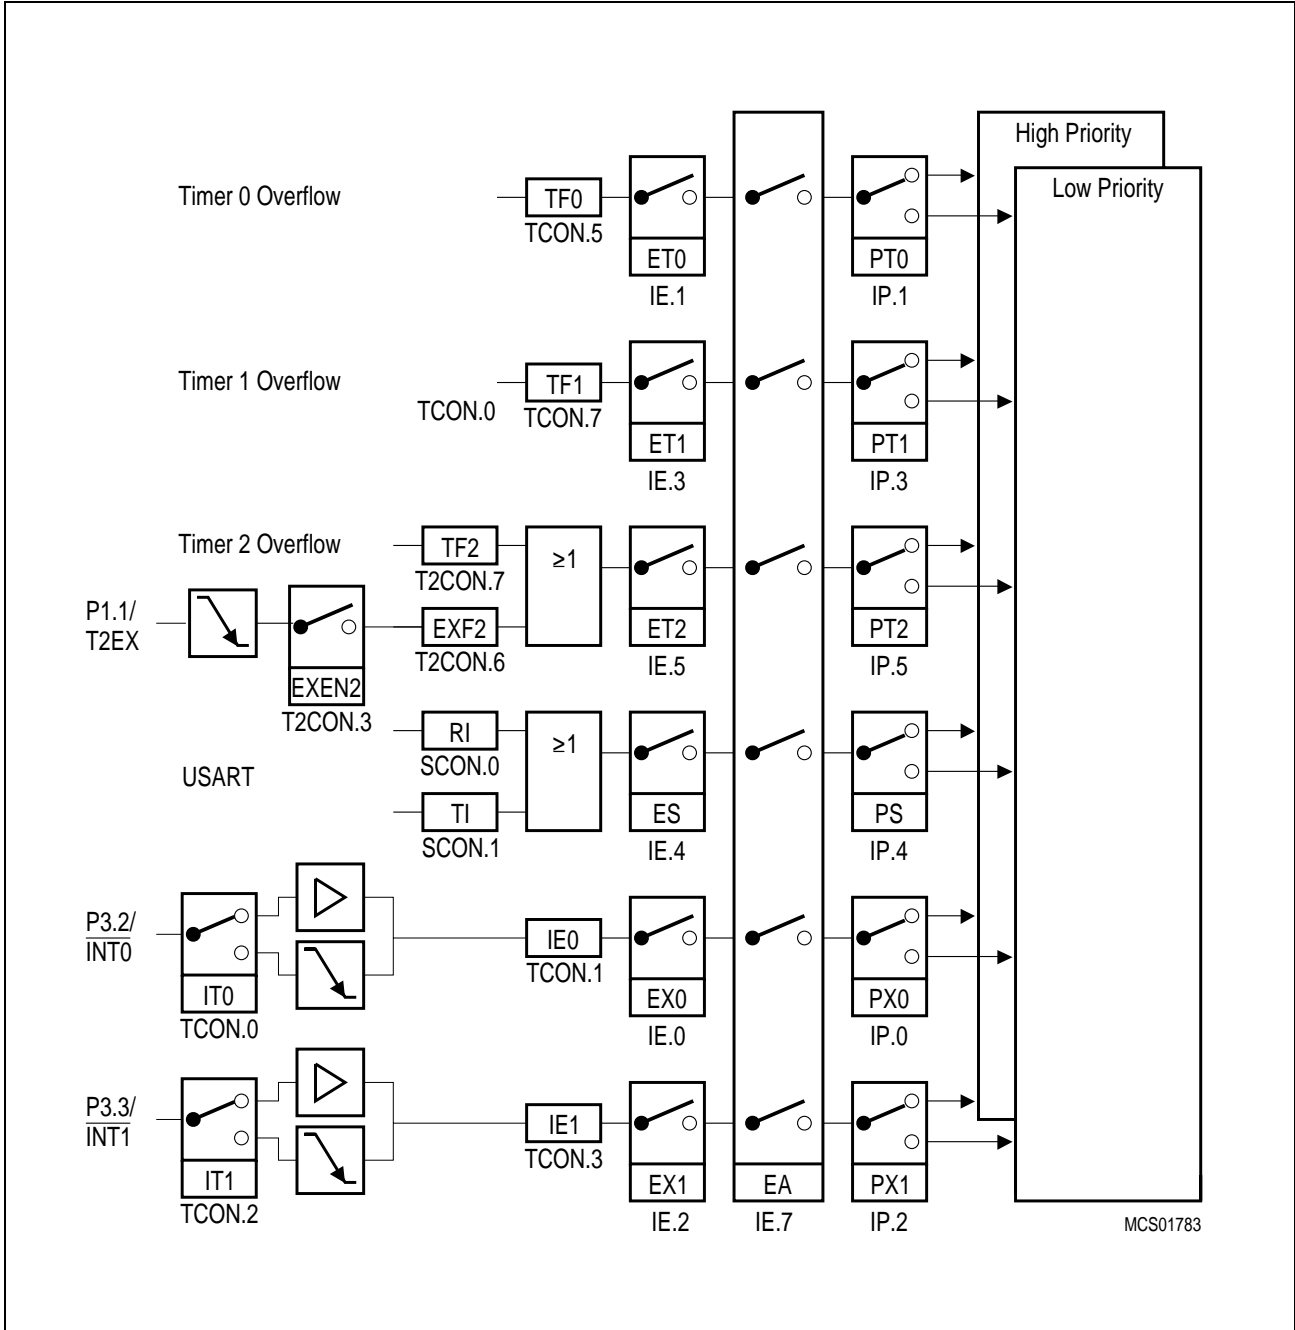 High Priority
Low Priority
Timer 0 Overflow
TF0
TCON.5
ET0
IE.1
PT0
IP.1
Timer 1 Overflow
TCON.0
TF1
TCON.7
ET1
IE.3
PT1
IP.3
Timer 2 Overflow
TF2
T2CON.7
≥1
P1.1/
T2EX
EXEN2
T2CON.3
EXF2
T2CON.6
ET2
IE.5
PT2
IP.5
USART
RI
SCON.0
≥1
TI
SCON.1
ES
IE.4
PS
IP.4
P3.2/
INT0
IT0
TCON.0
IE0
TCON.1
EX0
IE.0
PX0
IP.0
P3.3/
INT1
IT1
TCON.2
IE1
TCON.3
EX1
IE.2
EA
IE.7
PX1
IP.2
MCS01783